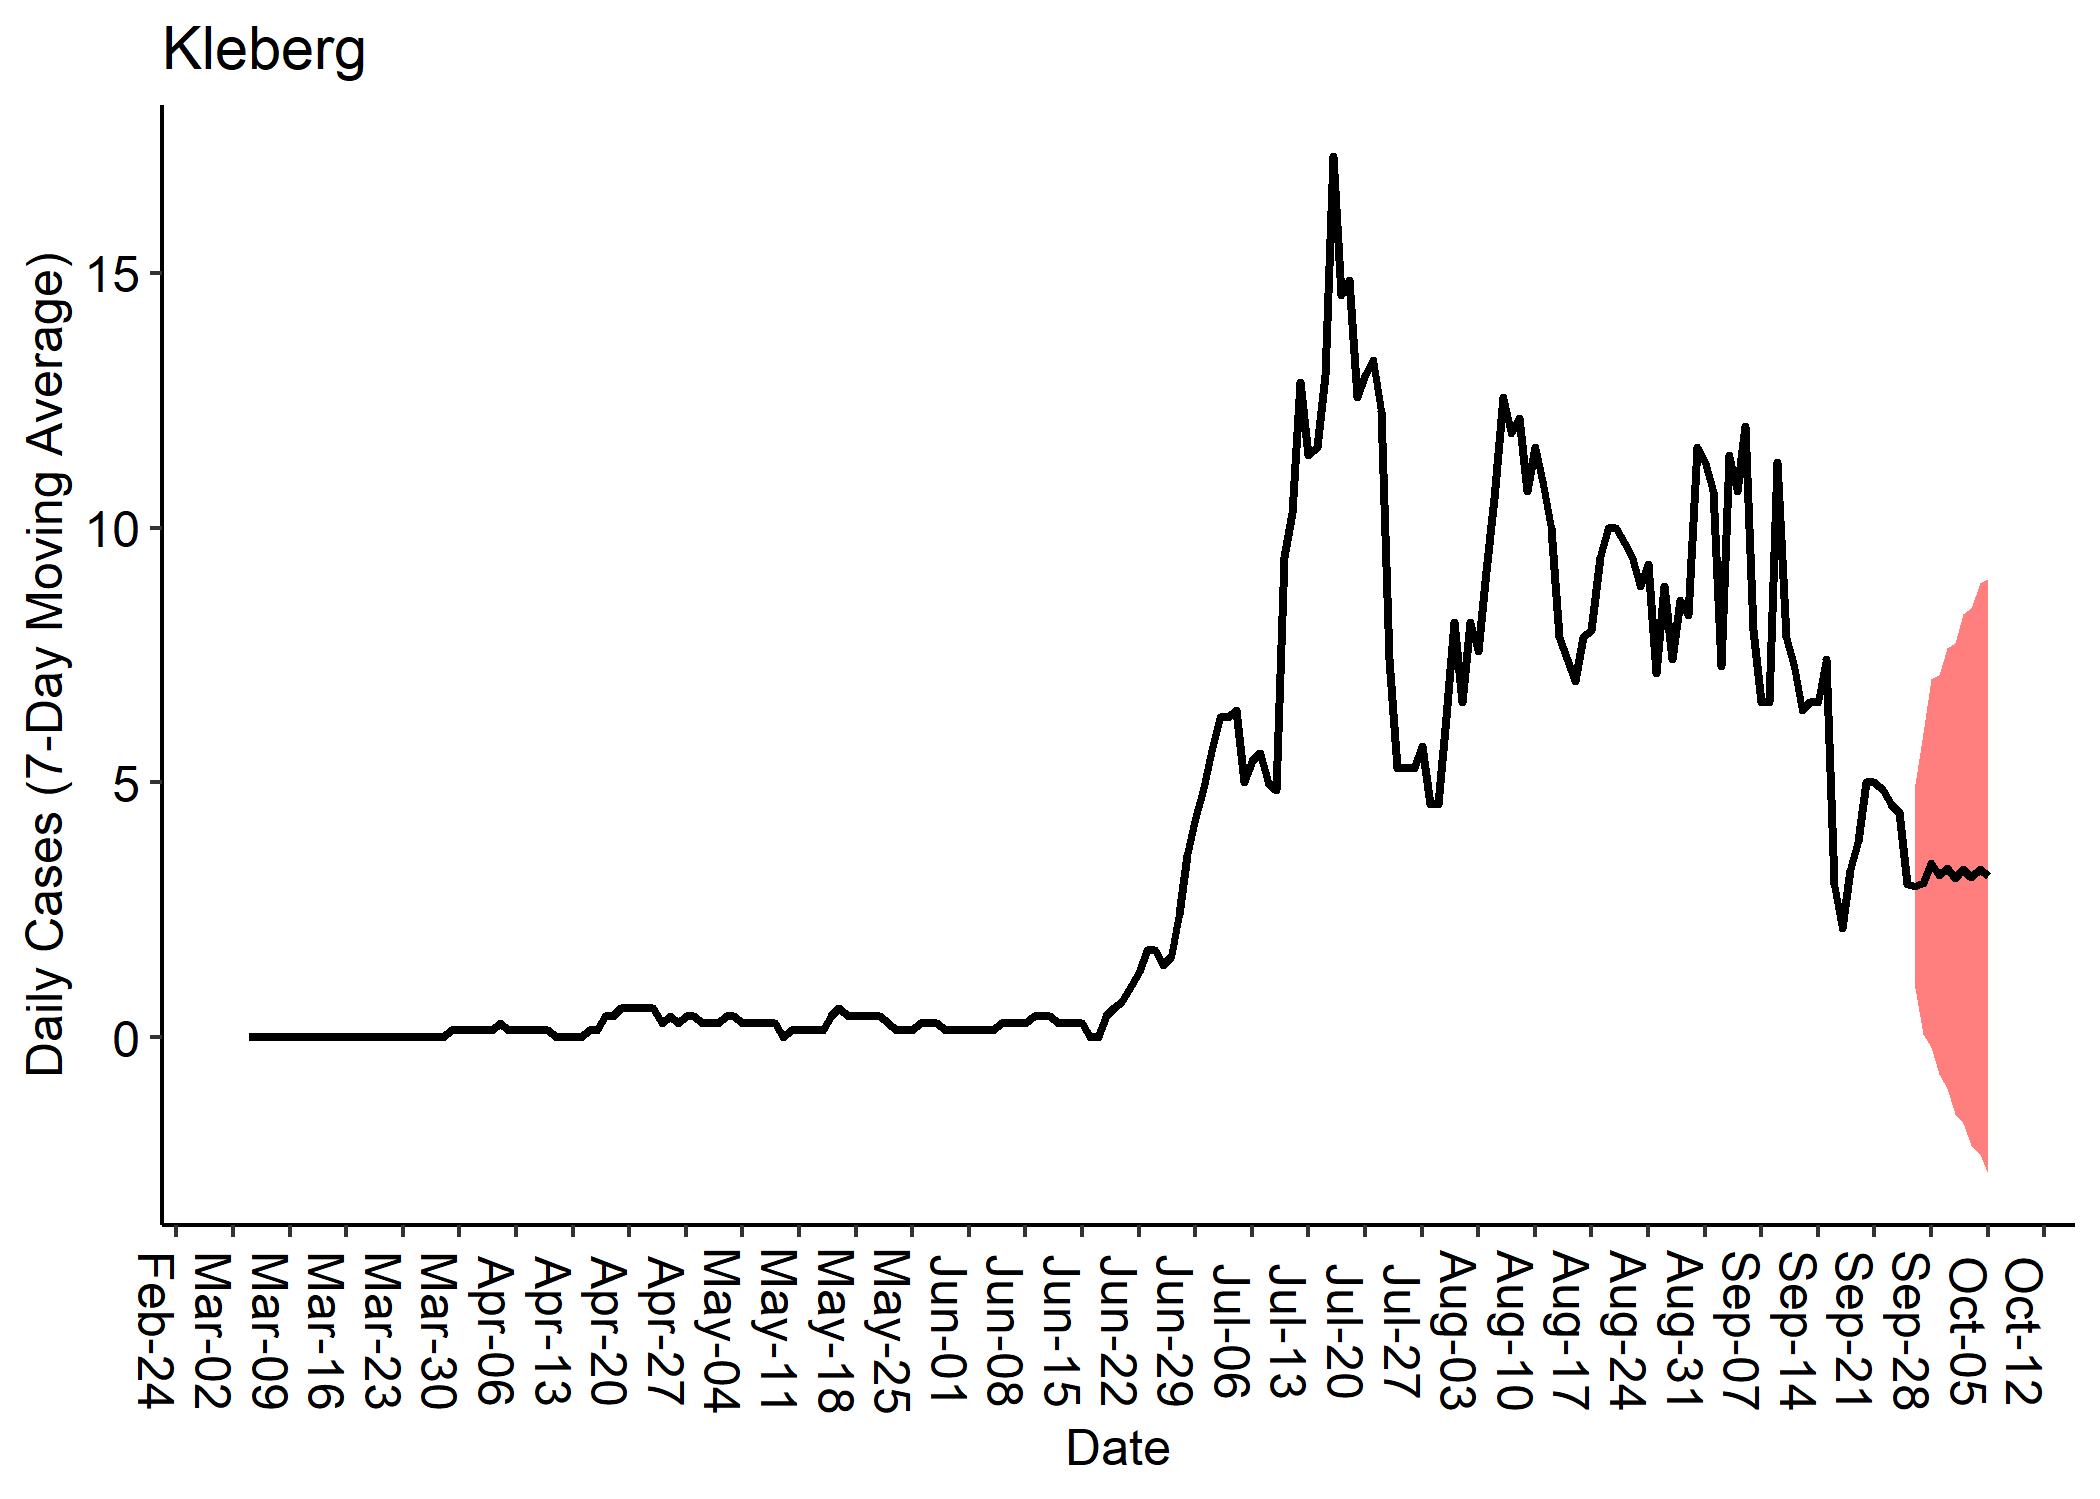 Kleberg
Daily Cases (7-Day Moving Average)
15
10
5
0
Feb-24
Mar-02
Mar-09
Mar-16
Mar-23
Mar-30
Apr-06
Apr-13
Apr-20
Apr-27
May-04
May-11
May-18
May-25
Jun-01
Jun-08
Jun-15
Jun-22
Jun-29
Jul-06
Jul-13
Jul-20
Jul-27
Aug-03
Aug-10
Aug-17
Aug-24
Aug-31
Sep-07
Sep-14
Sep-21
Sep-28
Oct-05
Oct-12
Date